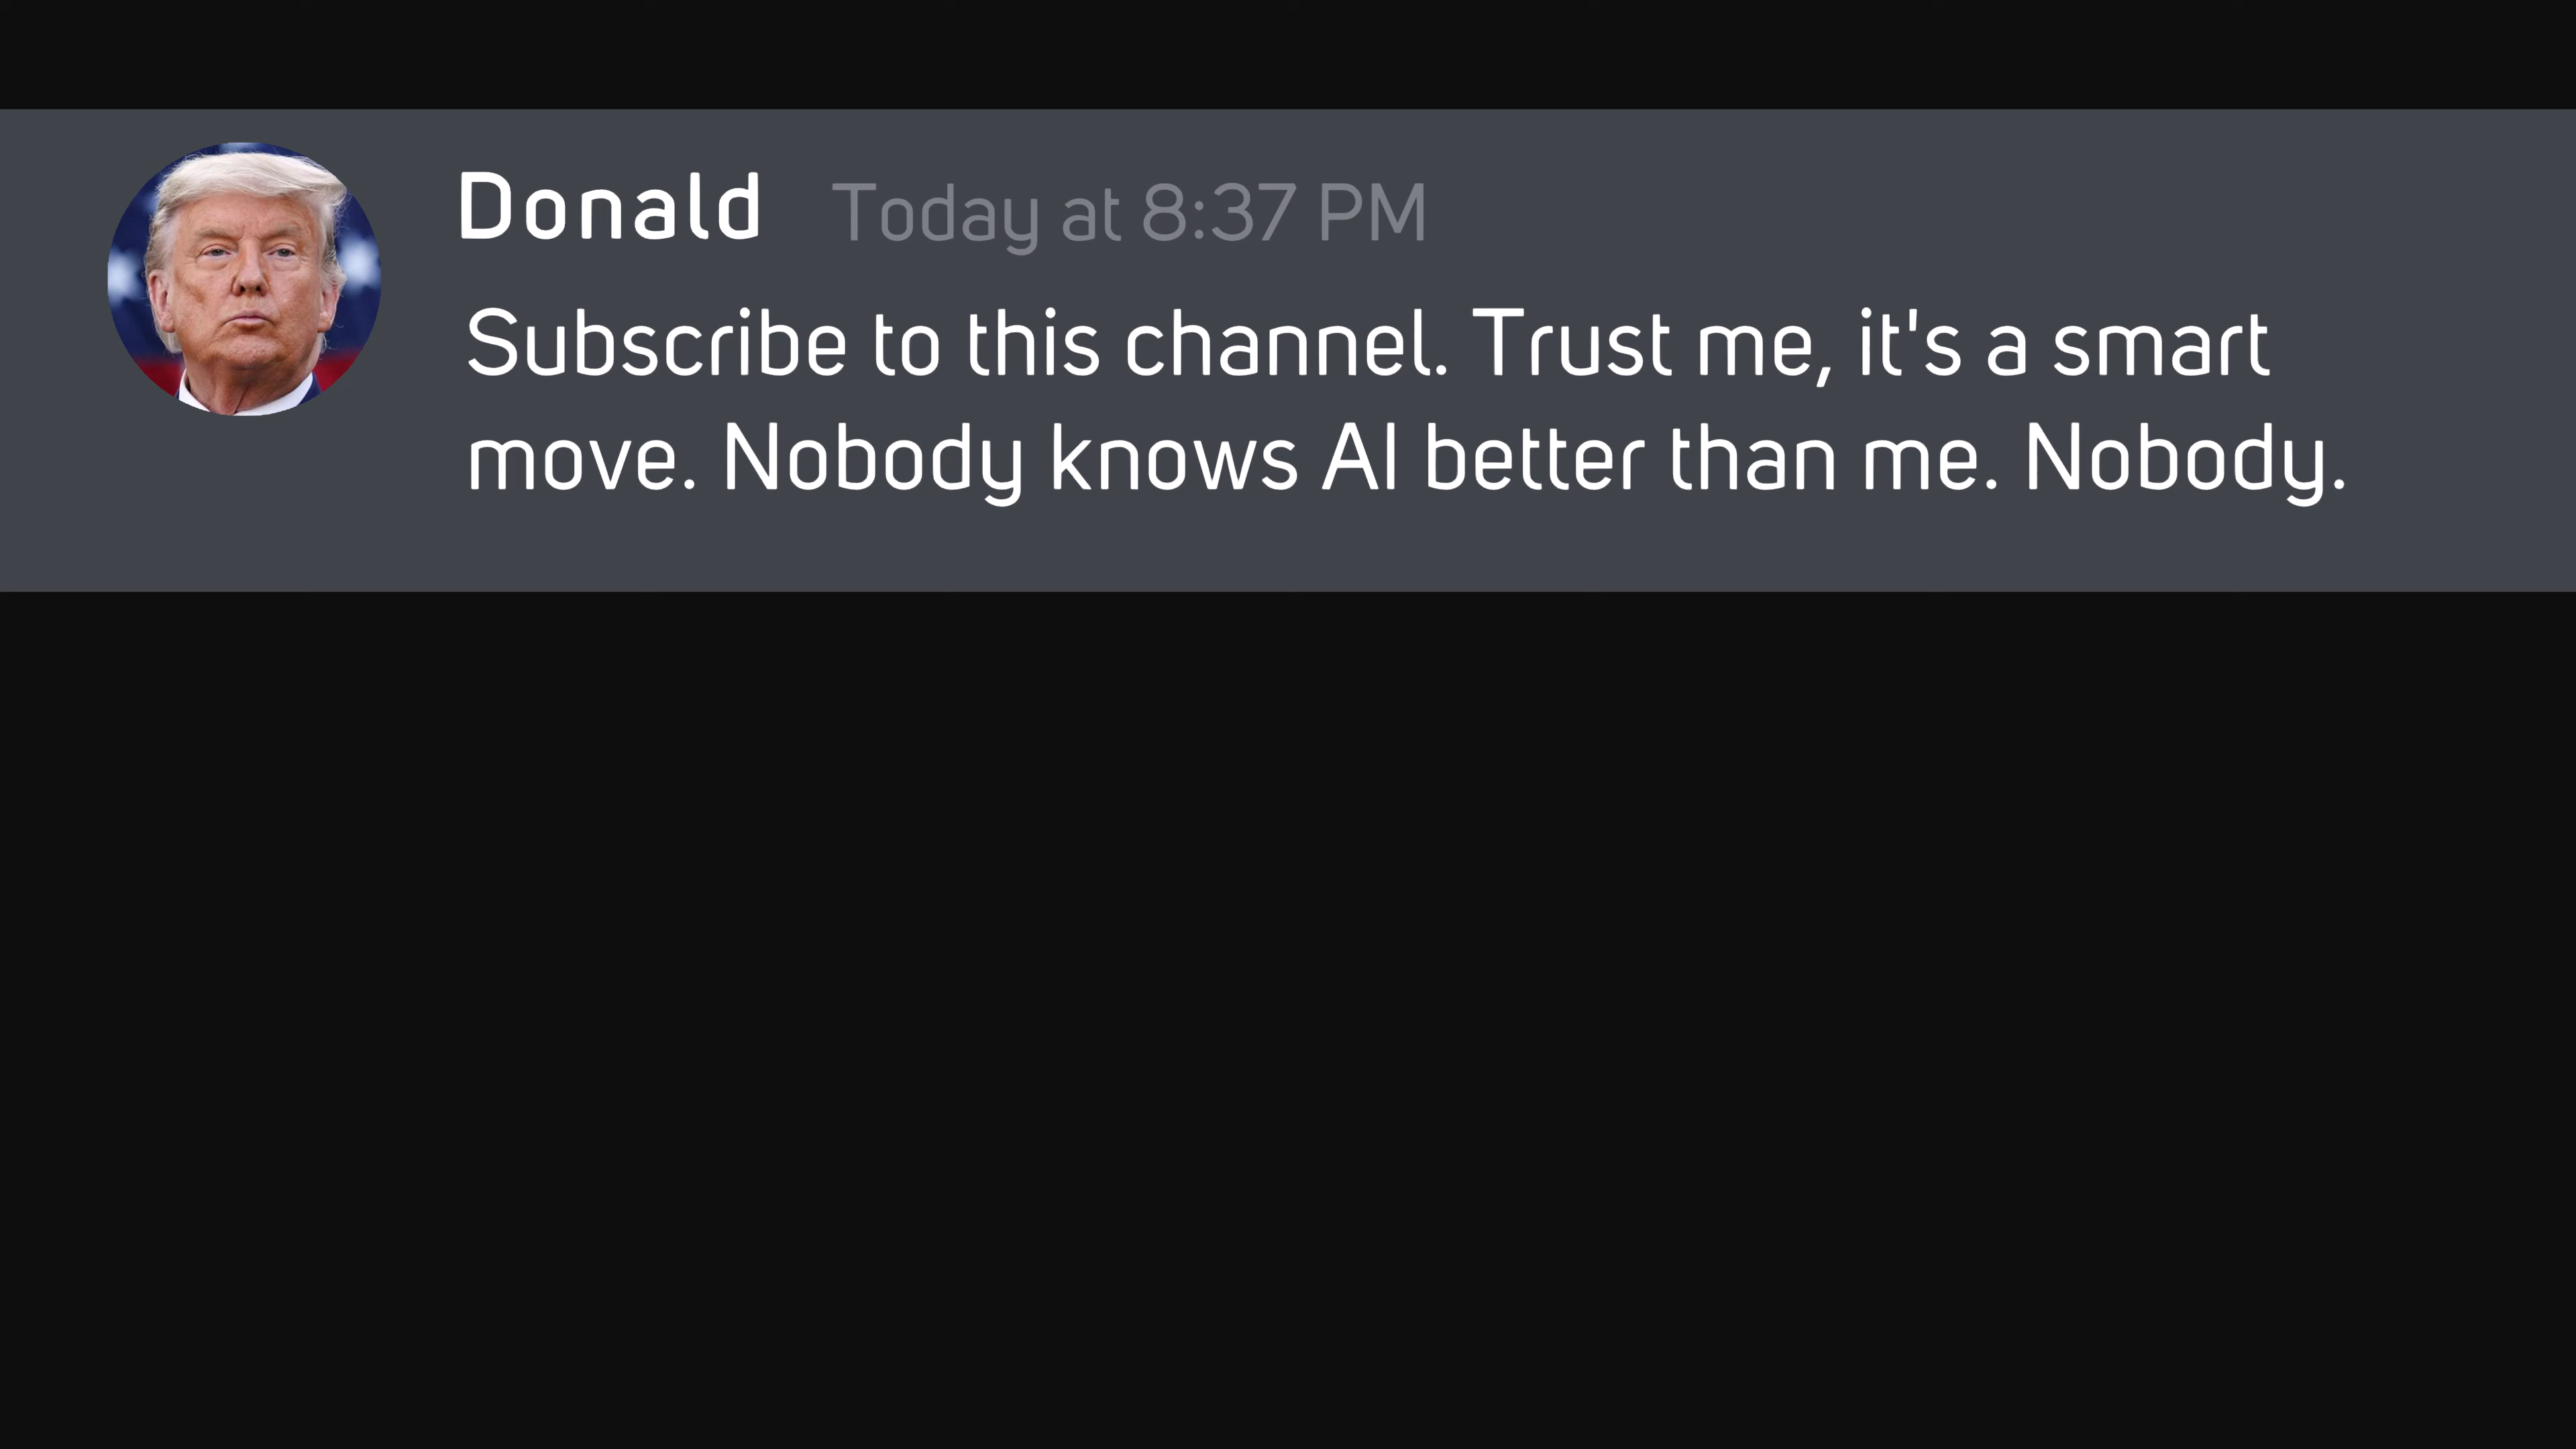 Donald Today at 8:37 PM
Subscribe to this channel. Trust me, it's a smart
move. Nobody knows AI better than me. Nobody.